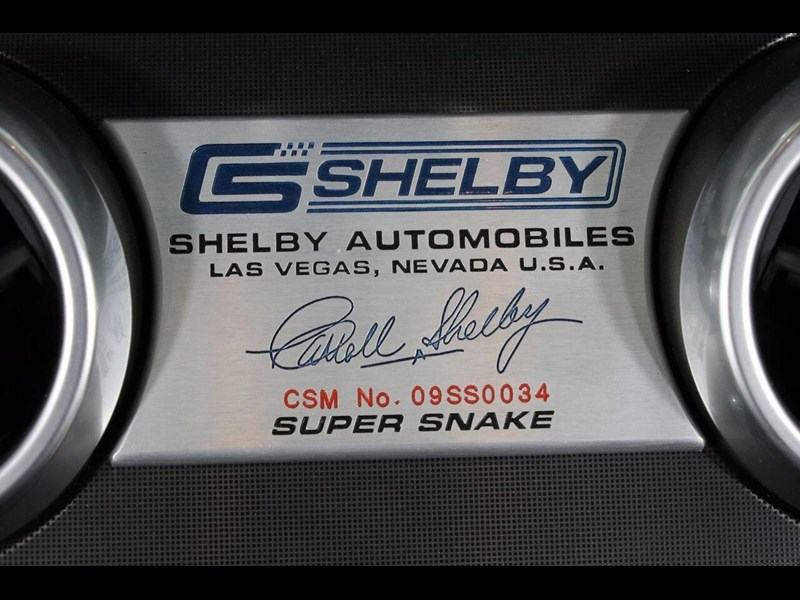 CS SHELBY
SHELBY AUTOMOBILES
LAS VEGAS, NEVADA U.S.A.
Carroll Shelby
CSM No. 09SS0034
SUPER SNAKE